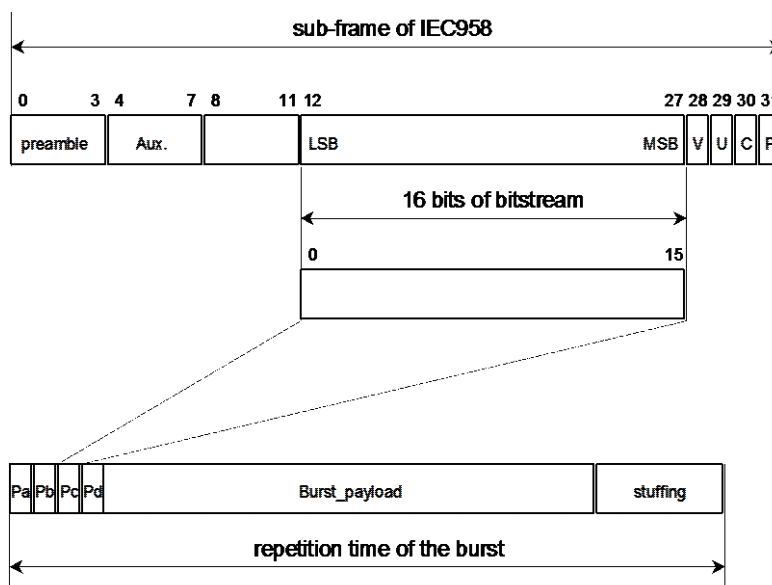 sub-frame of IEC958
0 3 4 7 8 11 12 27 28 29 30 31
preamble Aux. LSB MSB V U C P
16 bits of bitstream
0 15
Pa Pb Pc Pd Burst_payload stuffing
repetition time of the burst